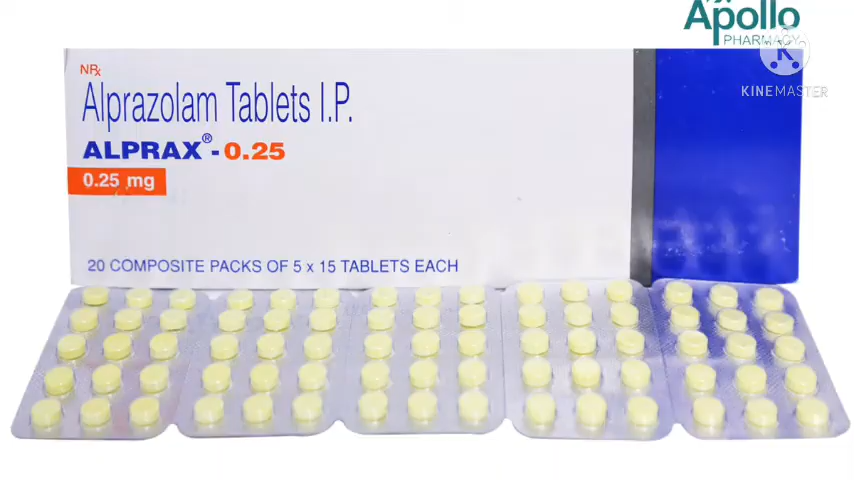 Apollo
PHARMACY
KINEMASTER
NRx
Alprazolam Tablets I.P.
ALPRAX®-0.25
0.25 mg
20 COMPOSITE PACKS OF 5 x 15 TABLETS EACH